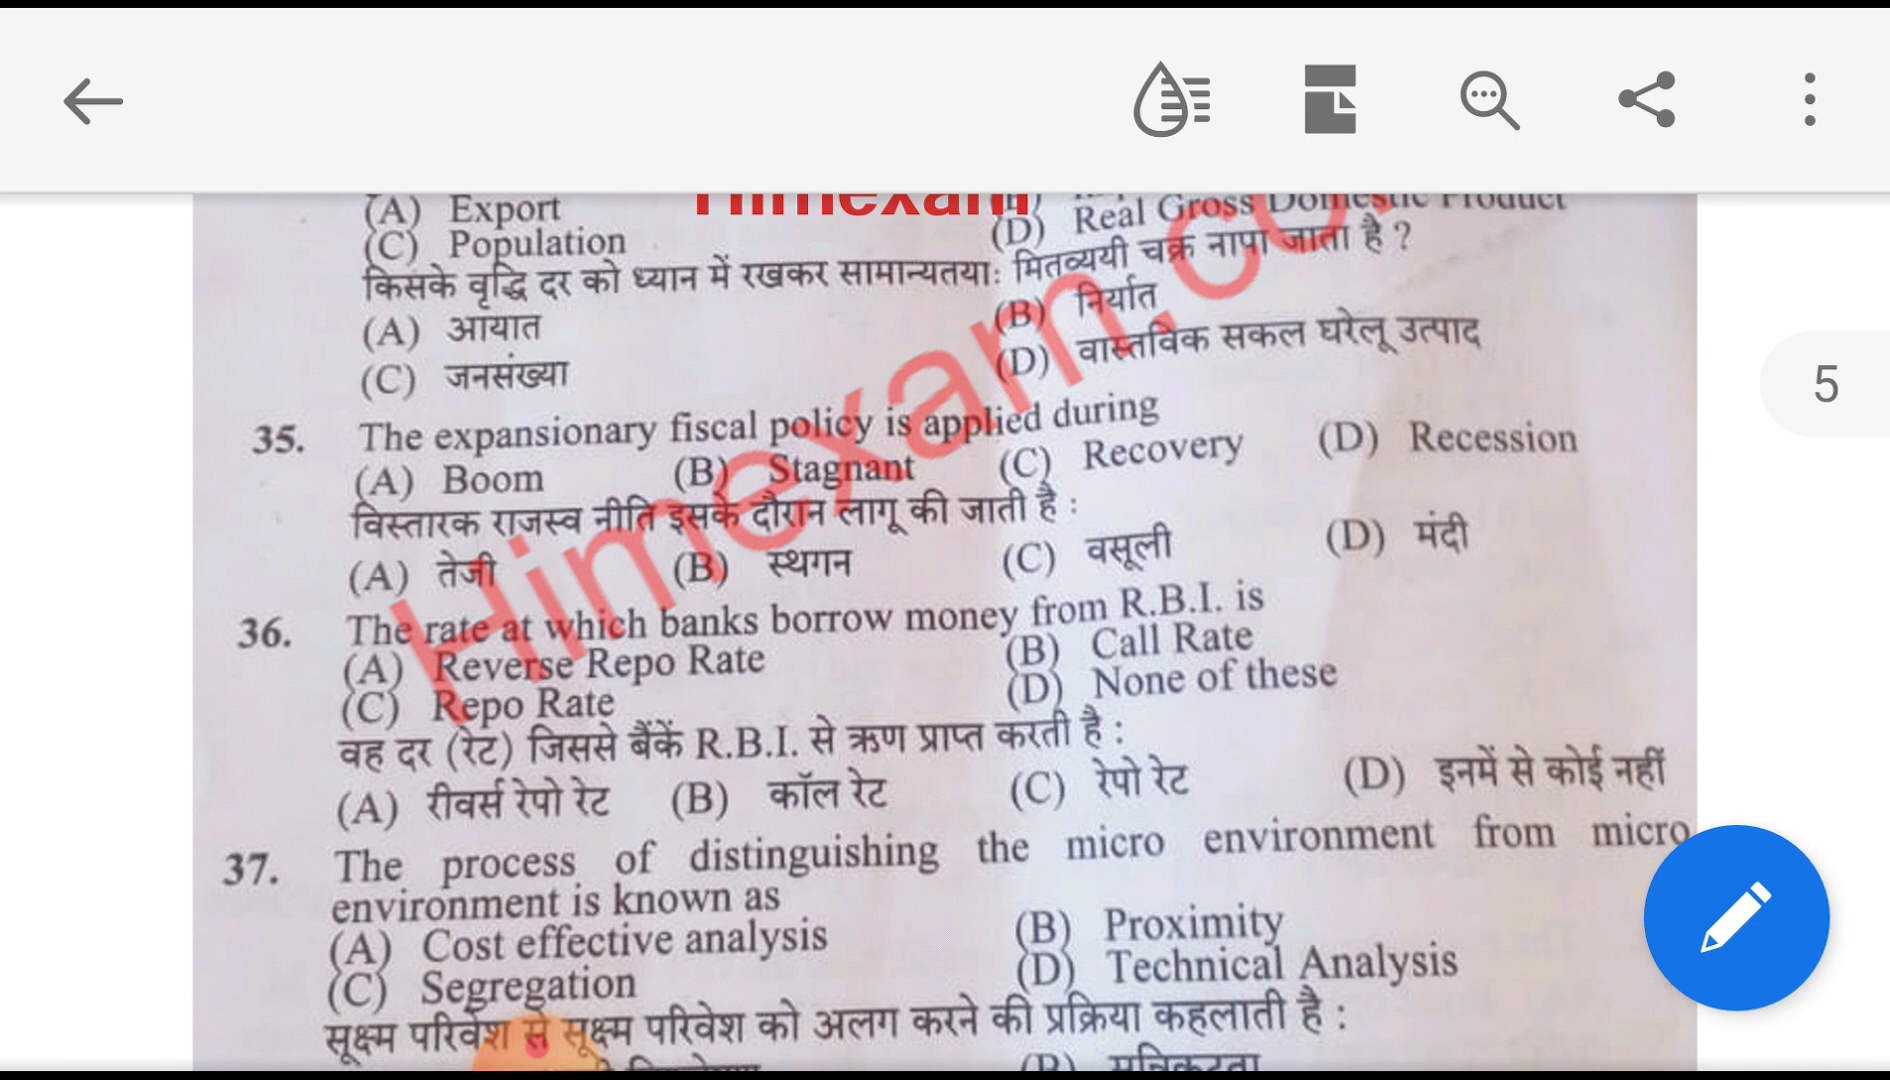 Himexam
(A) Export
(D) Real Gross Domestic Product
(C) Population
किसके वृद्धि दर को ध्यान में रखकर सामान्यतयाः मितव्ययी चक्र नापा जाता है ?
(A) आयात (B) निर्यात
(C) जनसंख्या (D) वास्तविक सकल घरेलू उत्पाद
35. The expansionary fiscal policy is applied during
(A) Boom (B) Stagnant (C) Recovery (D) Recession
विस्तारक राजस्व नीति इसके दौरान लागू की जाती है :
(A) तेजी (B) स्थगन (C) वसूली (D) मंदी
36. The rate at which banks borrow money from R.B.I. is
(A) Reverse Repo Rate (B) Call Rate
(C) Repo Rate (D) None of these
वह दर (रेट) जिससे बैंकें R.B.I. से ऋण प्राप्त करती है :
(A) रीवर्स रेपो रेट (B) कॉल रेट (C) रेपो रेट (D) इनमें से कोई नहीं
37. The process of distinguishing the micro environment from micro
environment is known as
(A) Cost effective analysis (B) Proximity
(C) Segregation (D) Technical Analysis
सूक्ष्म परिवेश से सूक्ष्म परिवेश को अलग करने की प्रक्रिया कहलाती है :
Himexam.com
5